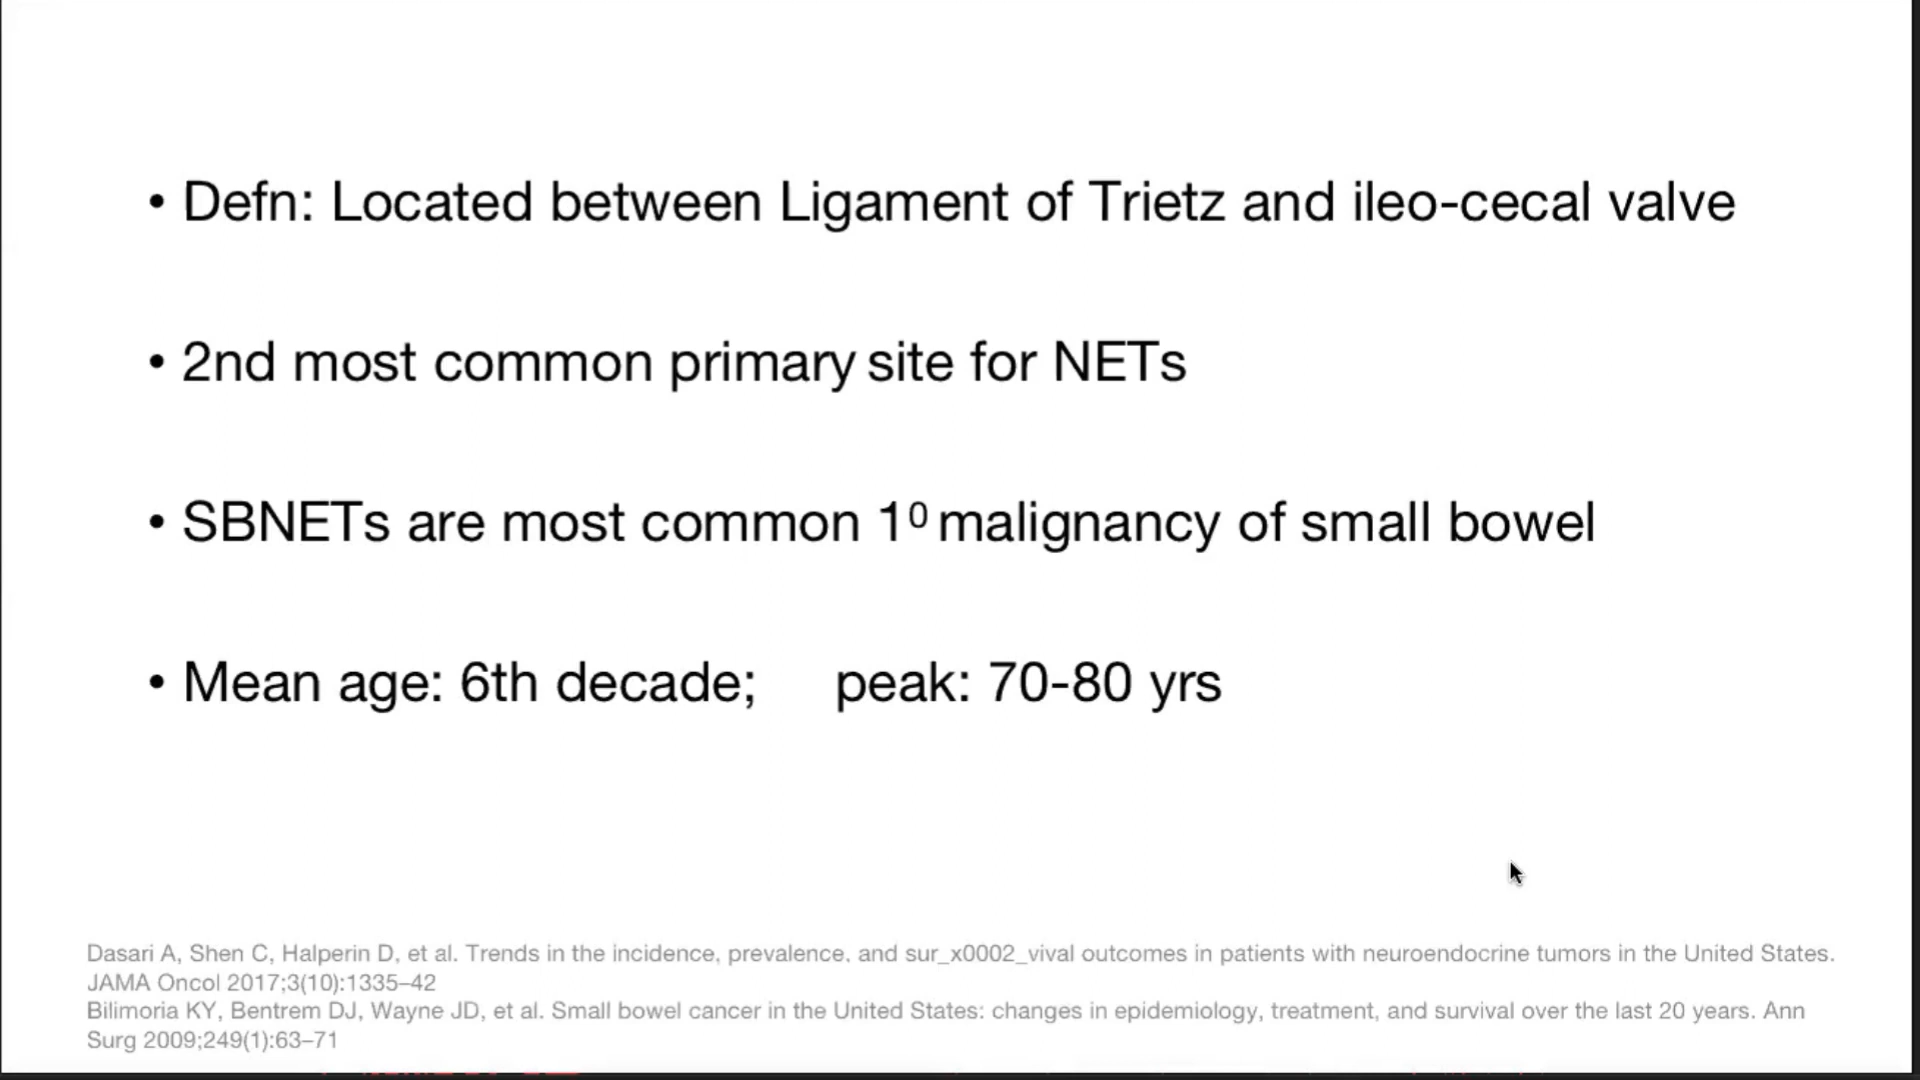 • Defn: Located between Ligament of Trietz and ileo-cecal valve
• 2nd most common primary site for NETs
• SBNETs are most common 1⁰ malignancy of small bowel
• Mean age: 6th decade; peak: 70-80 yrs
Dasari A, Shen C, Halperin D, et al. Trends in the incidence, prevalence, and sur_x0002_vival outcomes in patients with neuroendocrine tumors in the United States.
JAMA Oncol 2017;3(10):1335–42
Bilimoria KY, Bentrem DJ, Wayne JD, et al. Small bowel cancer in the United States: changes in epidemiology, treatment, and survival over the last 20 years. Ann
Surg 2009;249(1):63–71